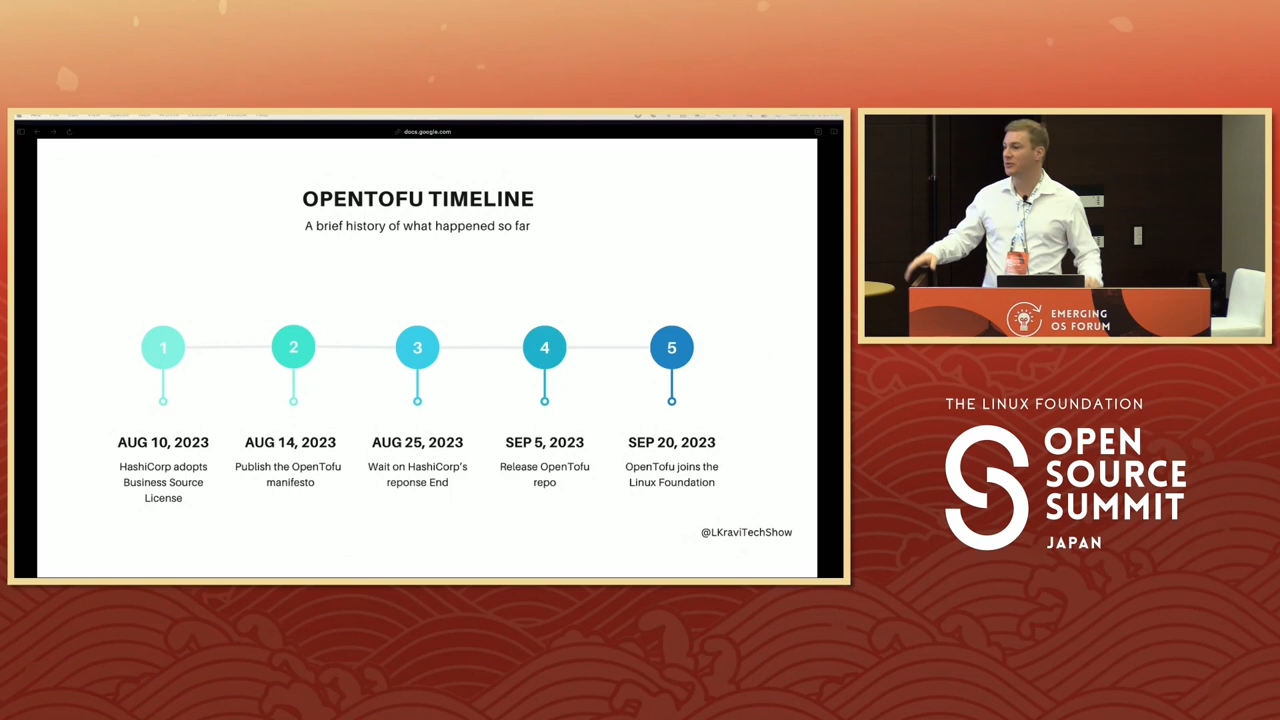 docs.google.com
OPENTOFU TIMELINE
A brief history of what happened so far
1
2
3
4
5
AUG 10, 2023
HashiCorp adopts
Business Source
License
AUG 14, 2023
Publish the OpenTofu
manifesto
AUG 25, 2023
Wait on HashiCorp's
reponse End
SEP 5, 2023
Release OpenTofu
repo
SEP 20, 2023
OpenTofu joins the
Linux Foundation
@LKraviTechShow
EMERGING
OS FORUM
THE LINUX FOUNDATION
OPEN
SOURCE
SUMMIT
JAPAN